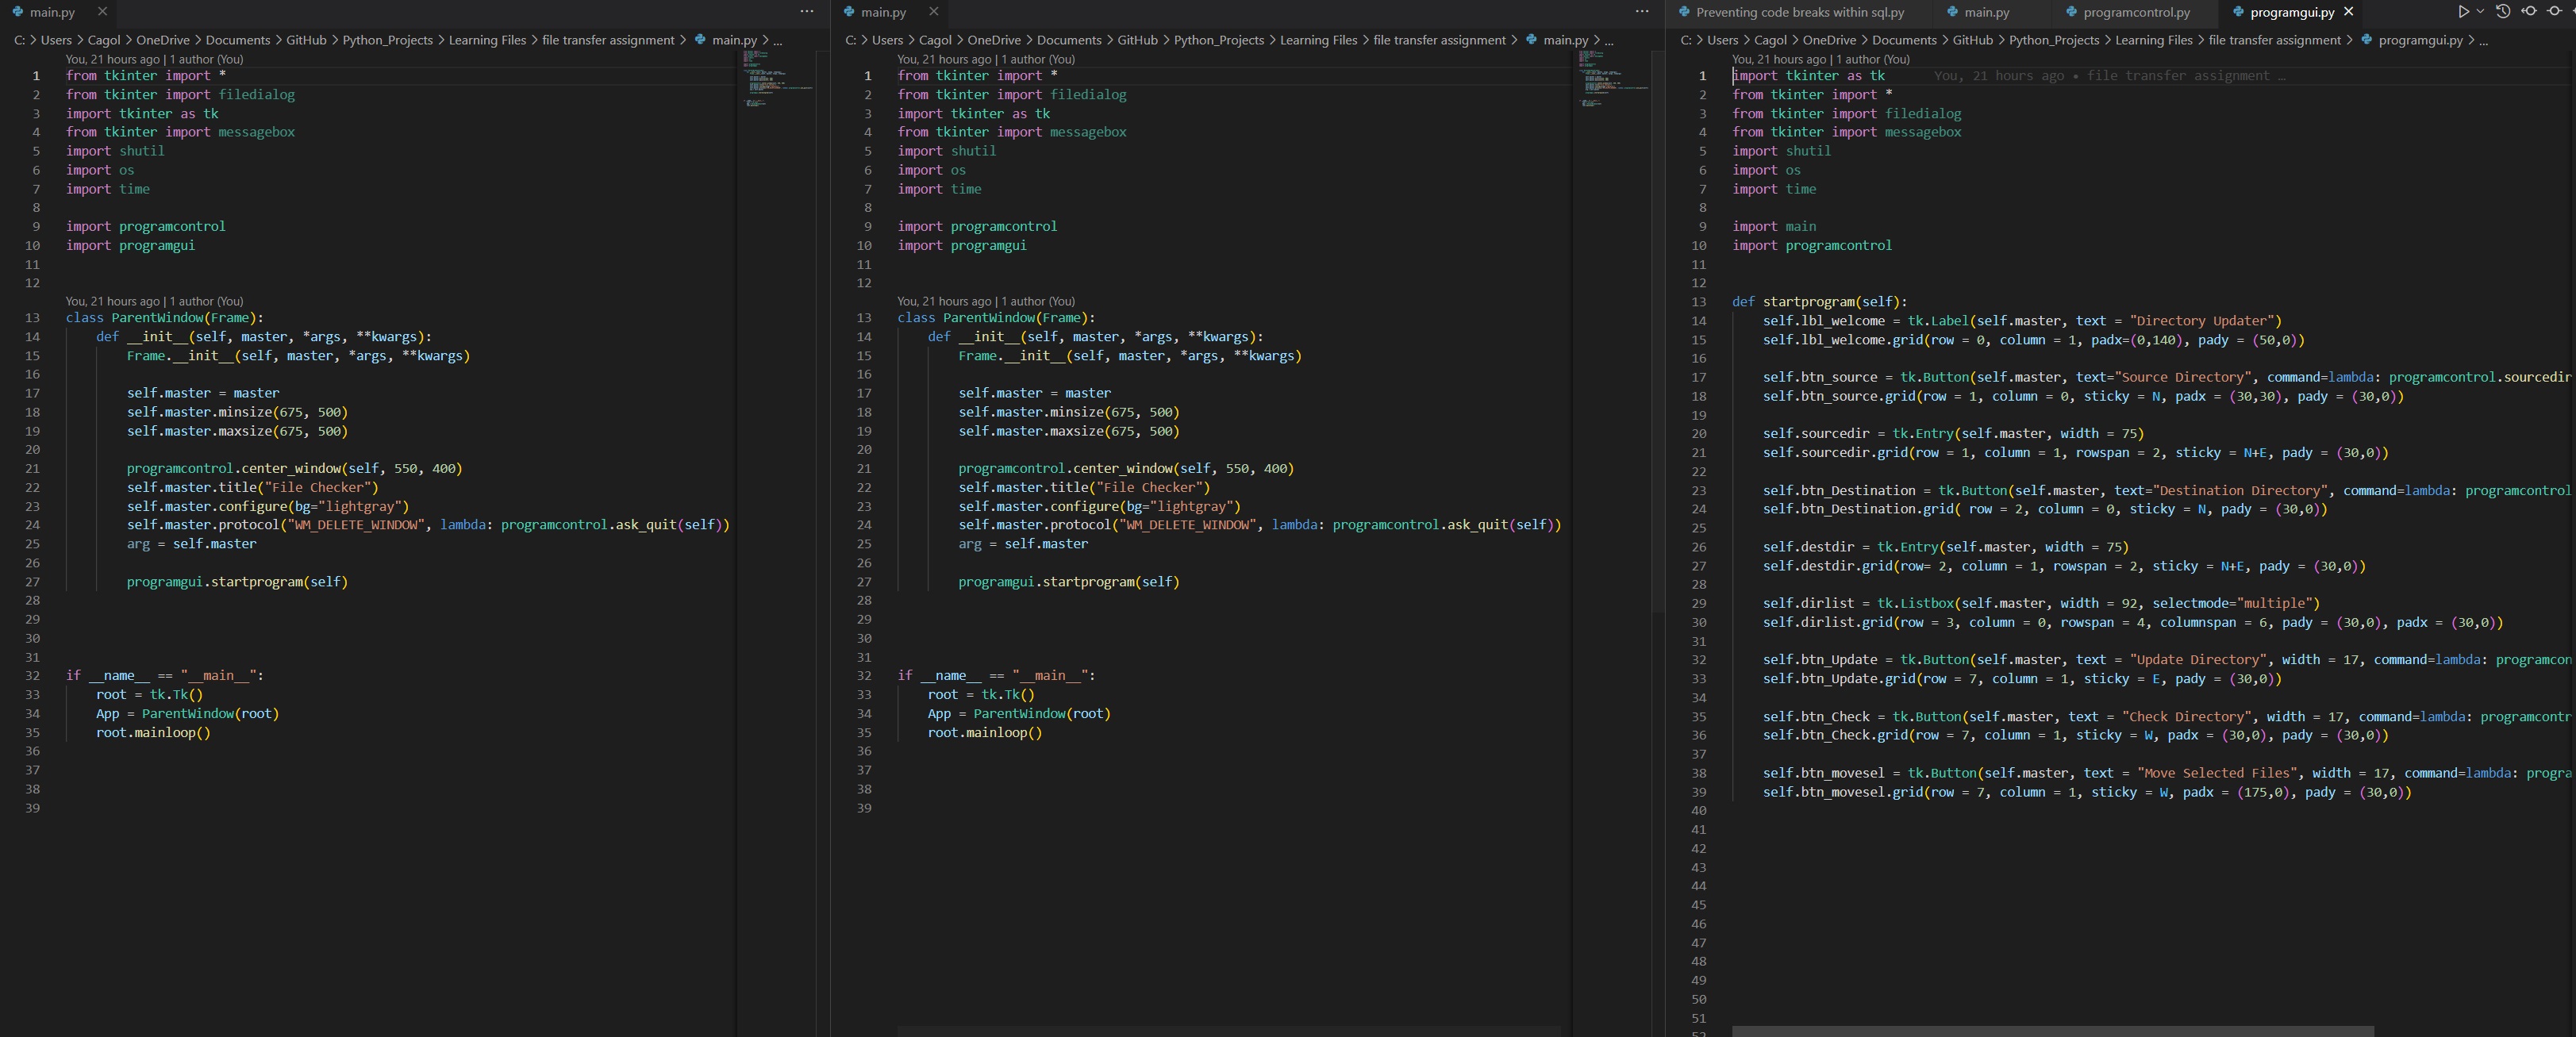 main.py
C: > Users > Cagol > OneDrive > Documents > GitHub > Python_Projects > Learning Files > file transfer assignment > main.py > ...
You, 21 hours ago | 1 author (You)
1 from tkinter import *
2 from tkinter import filedialog
3 import tkinter as tk
4 from tkinter import messagebox
5 import shutil
6 import os
7 import time
8
9 import programcontrol
10 import programgui
11
12
You, 21 hours ago | 1 author (You)
13 class ParentWindow(Frame):
14 def __init__(self, master, *args, **kwargs):
15 Frame.__init__(self, master, *args, **kwargs)
16
17 self.master = master
18 self.master.minsize(675, 500)
19 self.master.maxsize(675, 500)
20
21 programcontrol.center_window(self, 550, 400)
22 self.master.title("File Checker")
23 self.master.configure(bg="lightgray")
24 self.master.protocol("WM_DELETE_WINDOW", lambda: programcontrol.ask_quit(self))
25 arg = self.master
26
27 programgui.startprogram(self)
28
29
30
31
32 if __name__ == "__main__":
33 root = tk.Tk()
34 App = ParentWindow(root)
35 root.mainloop()
36
37
38
39
main.py
C: > Users > Cagol > OneDrive > Documents > GitHub > Python_Projects > Learning Files > file transfer assignment > main.py > ...
You, 21 hours ago | 1 author (You)
1 from tkinter import *
2 from tkinter import filedialog
3 import tkinter as tk
4 from tkinter import messagebox
5 import shutil
6 import os
7 import time
8
9 import programcontrol
10 import programgui
11
12
You, 21 hours ago | 1 author (You)
13 class ParentWindow(Frame):
14 def __init__(self, master, *args, **kwargs):
15 Frame.__init__(self, master, *args, **kwargs)
16
17 self.master = master
18 self.master.minsize(675, 500)
19 self.master.maxsize(675, 500)
20
21 programcontrol.center_window(self, 550, 400)
22 self.master.title("File Checker")
23 self.master.configure(bg="lightgray")
24 self.master.protocol("WM_DELETE_WINDOW", lambda: programcontrol.ask_quit(self))
25 arg = self.master
26
27 programgui.startprogram(self)
28
29
30
31
32 if __name__ == "__main__":
33 root = tk.Tk()
34 App = ParentWindow(root)
35 root.mainloop()
36
37
38
39
Preventing code breaks within sql.py main.py programcontrol.py programgui.py
C: > Users > Cagol > OneDrive > Documents > GitHub > Python_Projects > Learning Files > file transfer assignment > programgui.py > ...
You, 21 hours ago | 1 author (You)
1 import tkinter as tk You, 21 hours ago • file transfer assignment …
2 from tkinter import *
3 from tkinter import filedialog
4 from tkinter import messagebox
5 import shutil
6 import os
7 import time
8
9 import main
10 import programcontrol
11
12
13 def startprogram(self):
14 self.lbl_welcome = tk.Label(self.master, text = "Directory Updater")
15 self.lbl_welcome.grid(row = 0, column = 1, padx=(0,140), pady = (50,0))
16
17 self.btn_source = tk.Button(self.master, text="Source Directory", command=lambda: programcontrol.sourcedir
18 self.btn_source.grid(row = 1, column = 0, sticky = N, padx = (30,30), pady = (30,0))
19
20 self.sourcedir = tk.Entry(self.master, width = 75)
21 self.sourcedir.grid(row = 1, column = 1, rowspan = 2, sticky = N+E, pady = (30,0))
22
23 self.btn_Destination = tk.Button(self.master, text="Destination Directory", command=lambda: programcontrol
24 self.btn_Destination.grid( row = 2, column = 0, sticky = N, pady = (30,0))
25
26 self.destdir = tk.Entry(self.master, width = 75)
27 self.destdir.grid(row= 2, column = 1, rowspan = 2, sticky = N+E, pady = (30,0))
28
29 self.dirlist = tk.Listbox(self.master, width = 92, selectmode="multiple")
30 self.dirlist.grid(row = 3, column = 0, rowspan = 4, columnspan = 6, pady = (30,0), padx = (30,0))
31
32 self.btn_Update = tk.Button(self.master, text = "Update Directory", width = 17, command=lambda: programcon
33 self.btn_Update.grid(row = 7, column = 1, sticky = E, pady = (30,0))
34
35 self.btn_Check = tk.Button(self.master, text = "Check Directory", width = 17, command=lambda: programcontr
36 self.btn_Check.grid(row = 7, column = 1, sticky = W, padx = (30,0), pady = (30,0))
37
38 self.btn_movesel = tk.Button(self.master, text = "Move Selected Files", width = 17, command=lambda: progra
39 self.btn_movesel.grid(row = 7, column = 1, sticky = W, padx = (175,0), pady = (30,0))
40
41
42
43
44
45
46
47
48
49
50
51
52